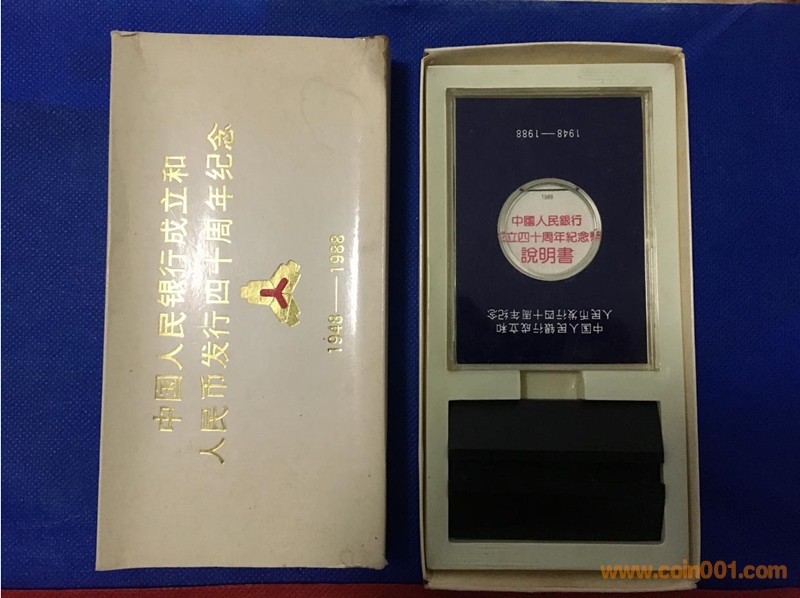 中国人民银行成立和
人民币发行四十周年纪念
1948—1988
1948—1988
1988
中國人民銀行
成立四十周年紀念幣
說明書
中国人民银行成立和
人民币发行四十周年纪念
www.coin001.com